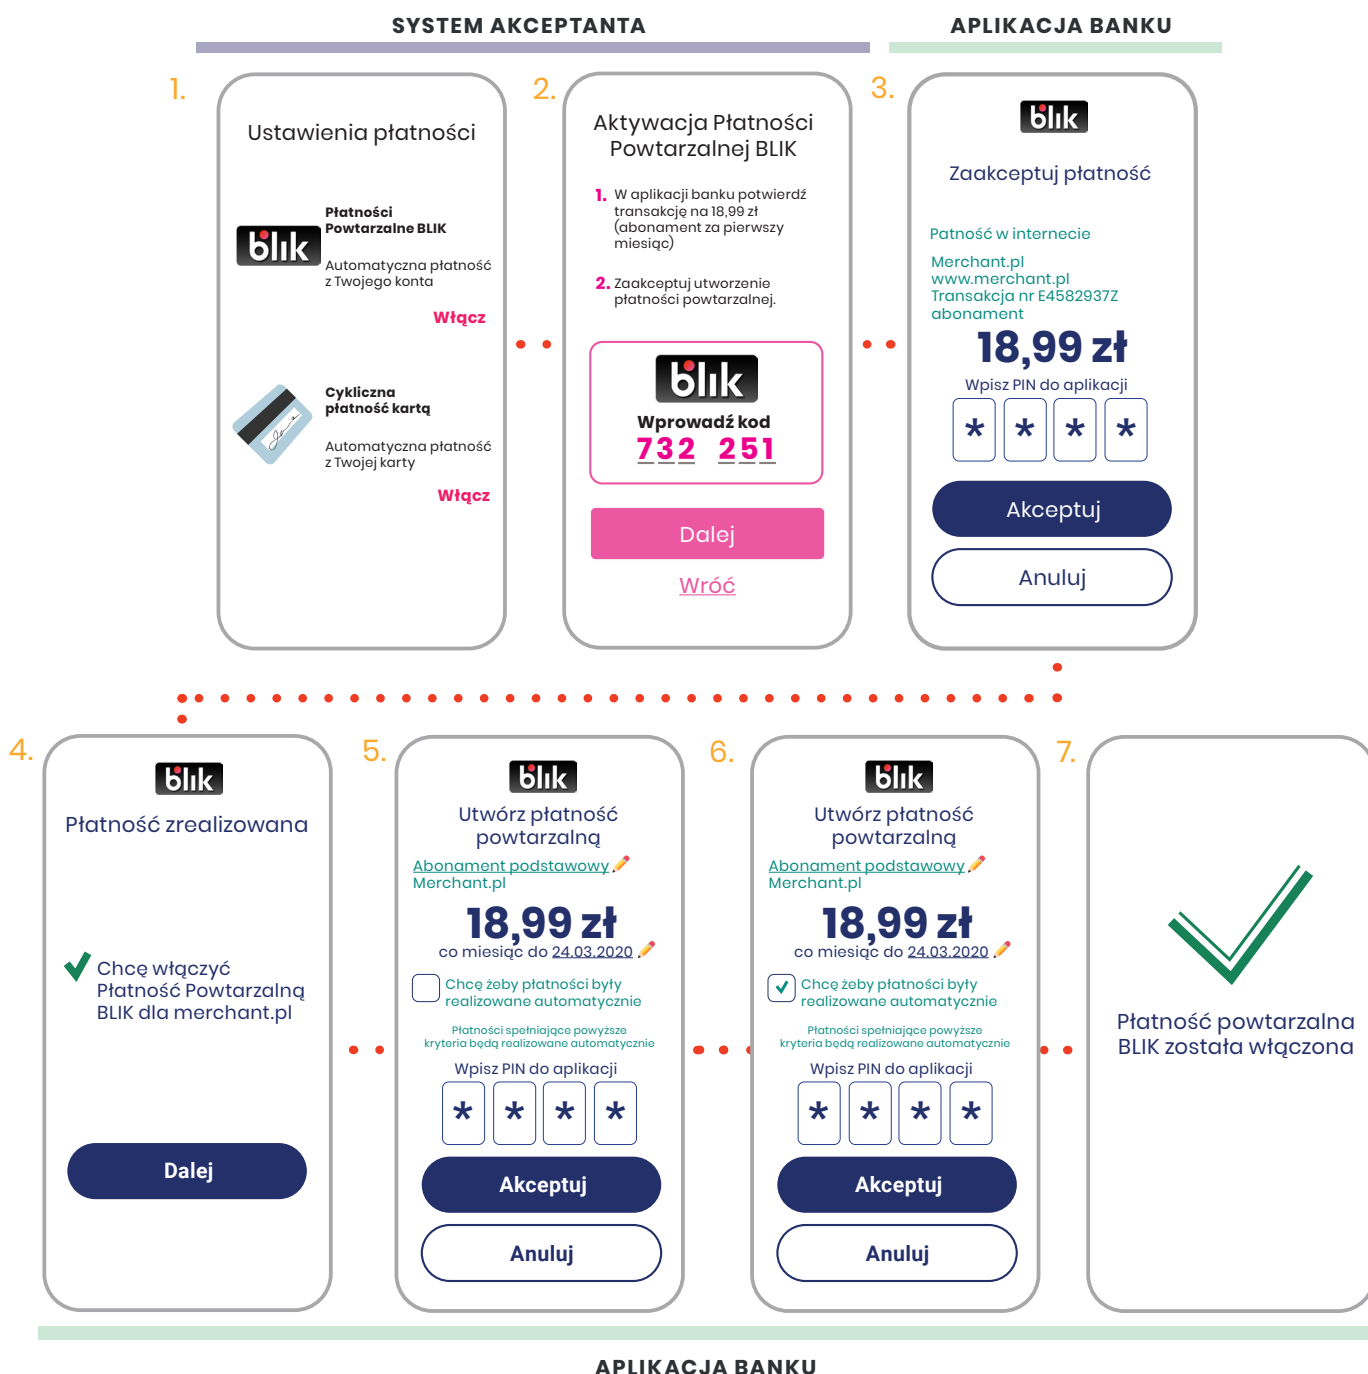 SYSTEM AKCEPTANTA
APLIKACJA BANKU
1.
Ustawienia płatności
blik
Płatności
Powtarzalne BLIK
Automatyczna płatność
z Twojego konta
Włącz
Cykliczna
płatność kartą
Automatyczna płatność
z Twojej karty
Włącz
2.
Aktywacja Płatności
Powtarzalnej BLIK
1. W aplikacji banku potwierdź
transakcję na 18,99 zł
(abonament za pierwszy
miesiąc)
2. Zaakceptuj utworzenie
płatności powtarzalnej.
blik
Wprowadź kod
732 251
Dalej
Wróć
3.
blik
Zaakceptuj płatność
Patność w internecie
Merchant.pl
www.merchant.pl
Transakcja nr E4582937Z
abonament
18,99 zł
Wpisz PIN do aplikacji
* * * *
Akceptuj
Anuluj
4.
blik
Płatność zrealizowana
Chcę włączyć
Płatność Powtarzalną
BLIK dla merchant.pl
Dalej
5.
blik
Utwórz płatność
powtarzalną
Abonament podstawowy
Merchant.pl
18,99 zł
co miesiąc do 24.03.2020
Chcę żeby płatności były
realizowane automatycznie
Płatności spełniające powyższe
kryteria będą realizowane automatycznie
Wpisz PIN do aplikacji
* * * *
Akceptuj
Anuluj
6.
blik
Utwórz płatność
powtarzalną
Abonament podstawowy
Merchant.pl
18,99 zł
co miesiąc do 24.03.2020
Chcę żeby płatności były
realizowane automatycznie
Płatności spełniające powyższe
kryteria będą realizowane automatycznie
Wpisz PIN do aplikacji
* * * *
Akceptuj
Anuluj
7.
Płatność powtarzalna
BLIK została włączona
APLIKACJA BANKU